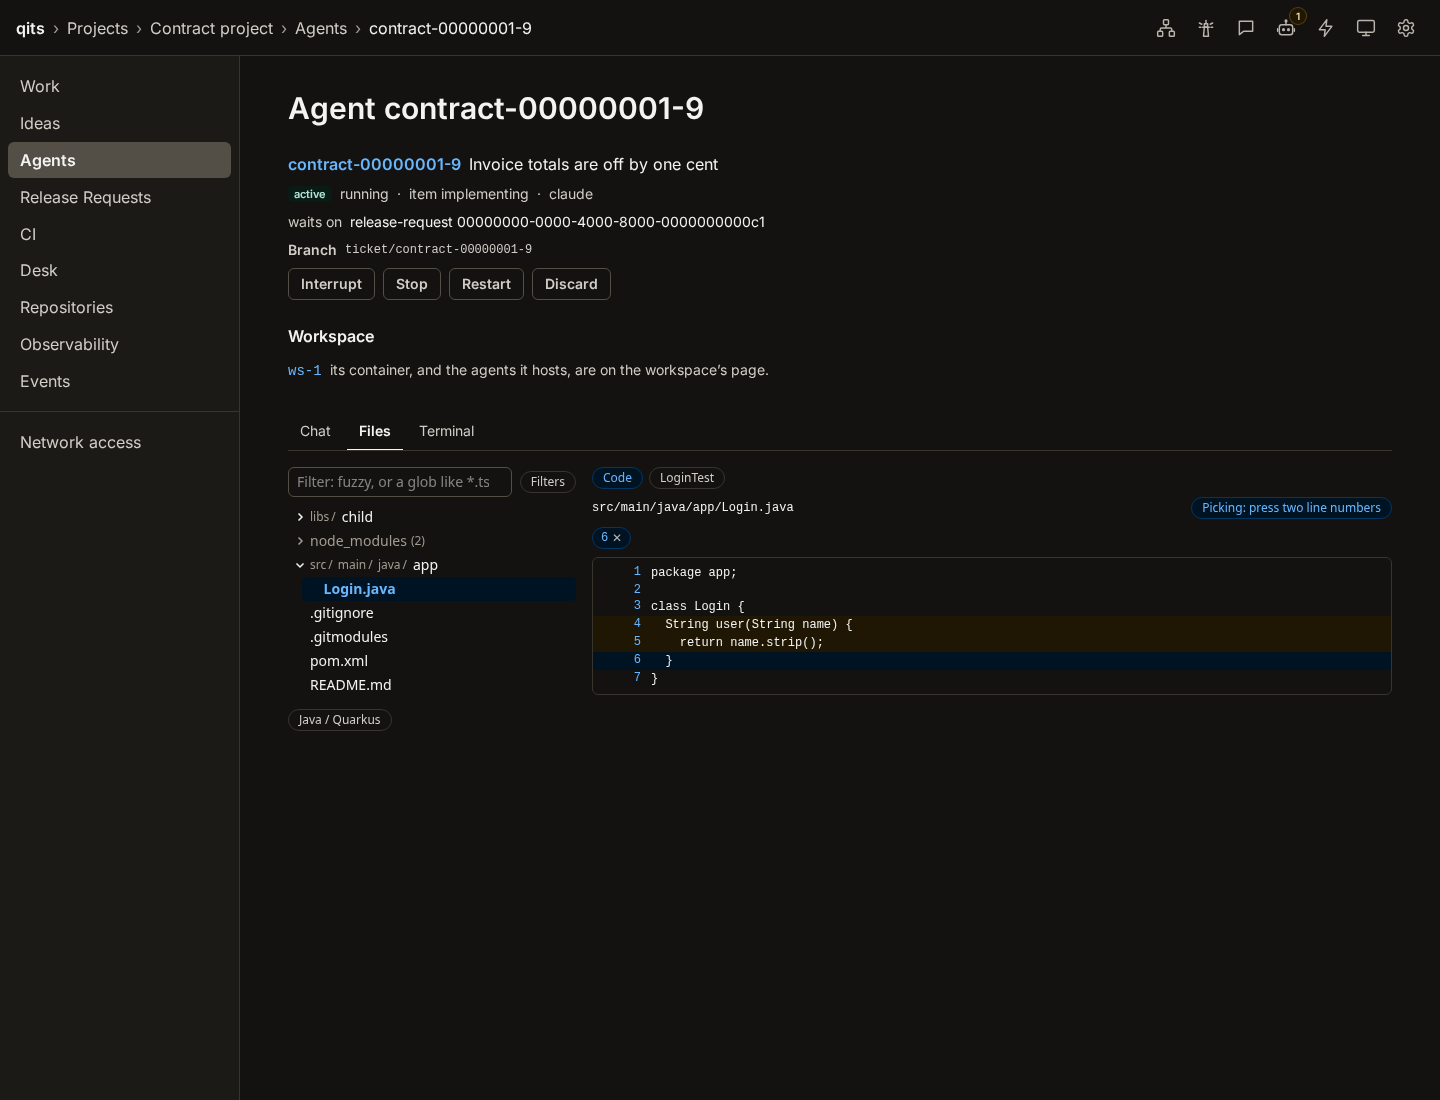 qits › Projects › Contract project › Agents › contract-00000001-9
1
Work
Ideas
Agents
Release Requests
CI
Desk
Repositories
Observability
Events
Network access
Agent contract-00000001-9
contract-00000001-9 Invoice totals are off by one cent
active running · item implementing · claude
waits on release-request 00000000-0000-4000-8000-0000000000c1
Branch ticket/contract-00000001-9
Interrupt Stop Restart Discard
Workspace
ws-1 its container, and the agents it hosts, are on the workspace’s page.
Chat Files Terminal
Filter: fuzzy, or a glob like *.ts Filters
libs/ child
node_modules (2)
src/ main/ java/ app
Login.java
.gitignore
.gitmodules
pom.xml
README.md
Java / Quarkus
Code LoginTest
src/main/java/app/Login.java Picking: press two line numbers
6 ×
1 package app;
2
3 class Login {
4 String user(String name) {
5 return name.strip();
6 }
7 }